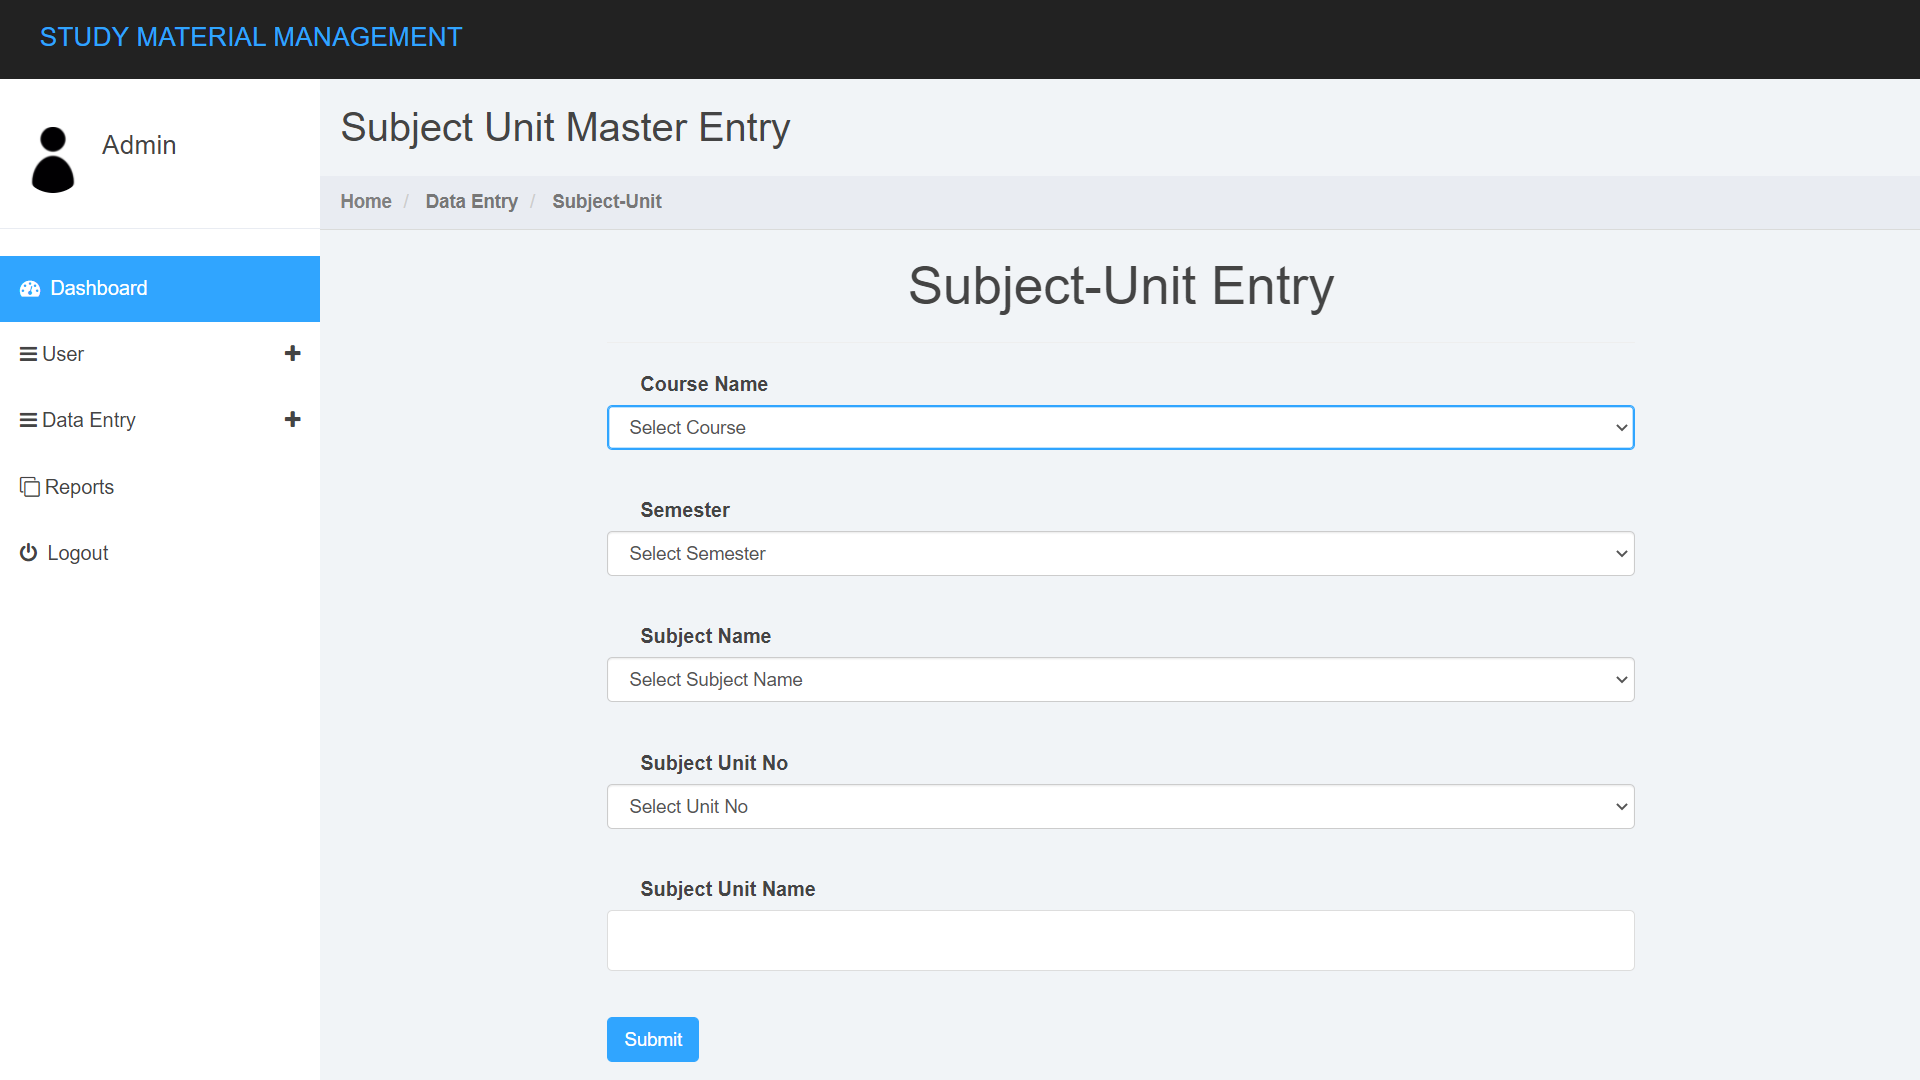 STUDY MATERIAL MANAGEMENT
Admin
Dashboard
User
Data Entry
Reports
Logout
Subject Unit Master Entry
Home / Data Entry / Subject-Unit
Subject-Unit Entry
Course Name
Select Course
Semester
Select Semester
Subject Name
Select Subject Name
Subject Unit No
Select Unit No
Subject Unit Name
Submit